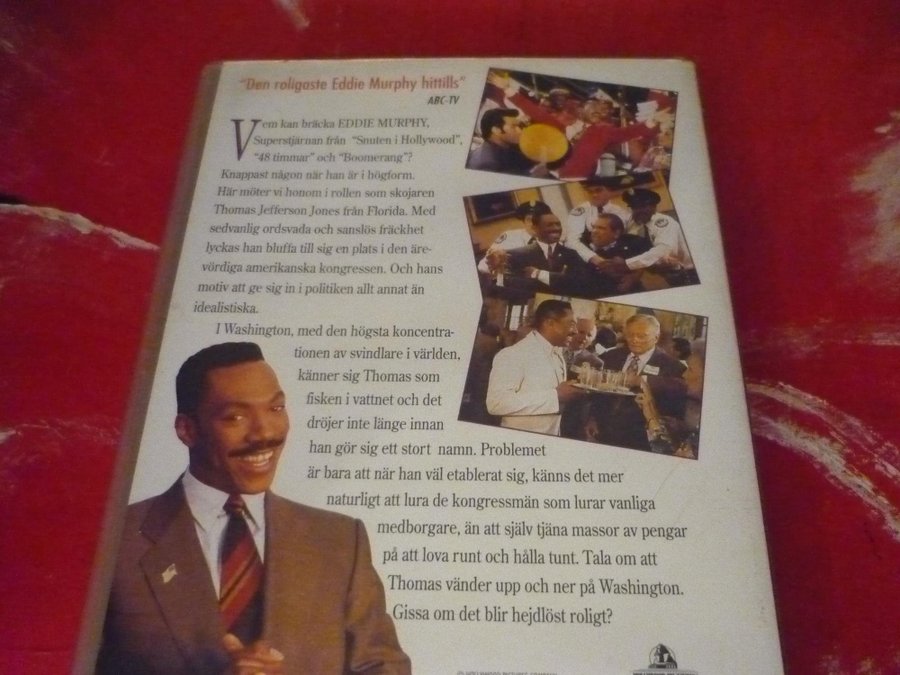 "Den roligaste Eddie Murphy hittills"
ABC-TV
Vem kan bräcka EDDIE MURPHY,
Superstjärnan från "Snuten i Hollywood",
"48 timmar" och "Boomerang"?
Knappast någon när han är i högform.
Här möter vi honom i rollen som skojaren
Thomas Jefferson Jones från Florida. Med
sedvanlig ordsvada och sanslös fräckhet
lyckas han bluffa till sig en plats i den äre-
vördiga amerikanska kongressen. Och hans
motiv att ge sig in i politiken allt annat än
idealistiska.
I Washington, med den högsta koncentra-
tionen av svindlare i världen,
känner sig Thomas som
fisken i vattnet och det
dröjer inte länge innan
han gör sig ett stort namn. Problemet
är bara att när han väl etablerat sig, känns det mer
naturligt att lura de kongressmän som lurar vanliga
medborgare, än att själv tjäna massor av pengar
på att lova runt och hålla tunt. Tala om att
Thomas vänder upp och ner på Washington.
Gissa om det blir hejdlöst roligt?